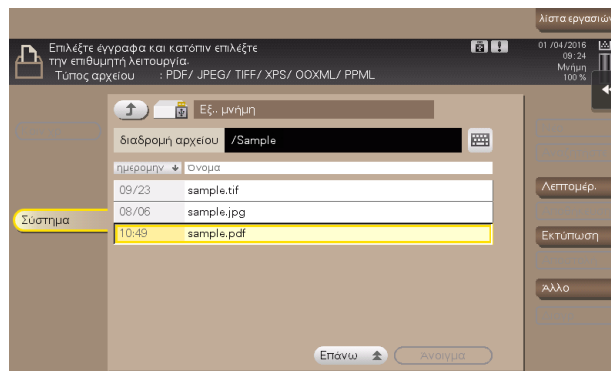 λίστα εργασιών
Επιλέξτε έγγραφα και κατόπιν επιλέξτε
την επιθυμητή λειτουργία.
Τύπος αρχείου : PDF/ JPEG/ TIFF/ XPS/ OOXML/ PPML
01/04/2016
09:24
Μνήμη
100 %
Εξ.. μνήμη
διαδρομή αρχείου /Sample
ημερομην Όνομα
09/23 sample.tif
08/06 sample.jpg
10:49 sample.pdf
Σύστημα
Λεπτομέρ.
Εκτύπωση
Άλλο
Επάνω Άνοιγμα